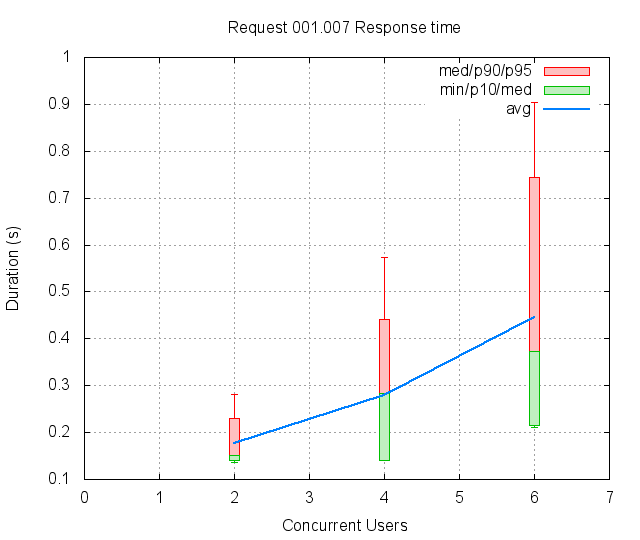 Request 001.007 Response time
1
med/p90/p95
min/p10/med
avg
0.9
0.8
0.7
0.6
0.5
0.4
0.3
0.2
0.1
Duration (s)
0 1 2 3 4 5 6 7
Concurrent Users